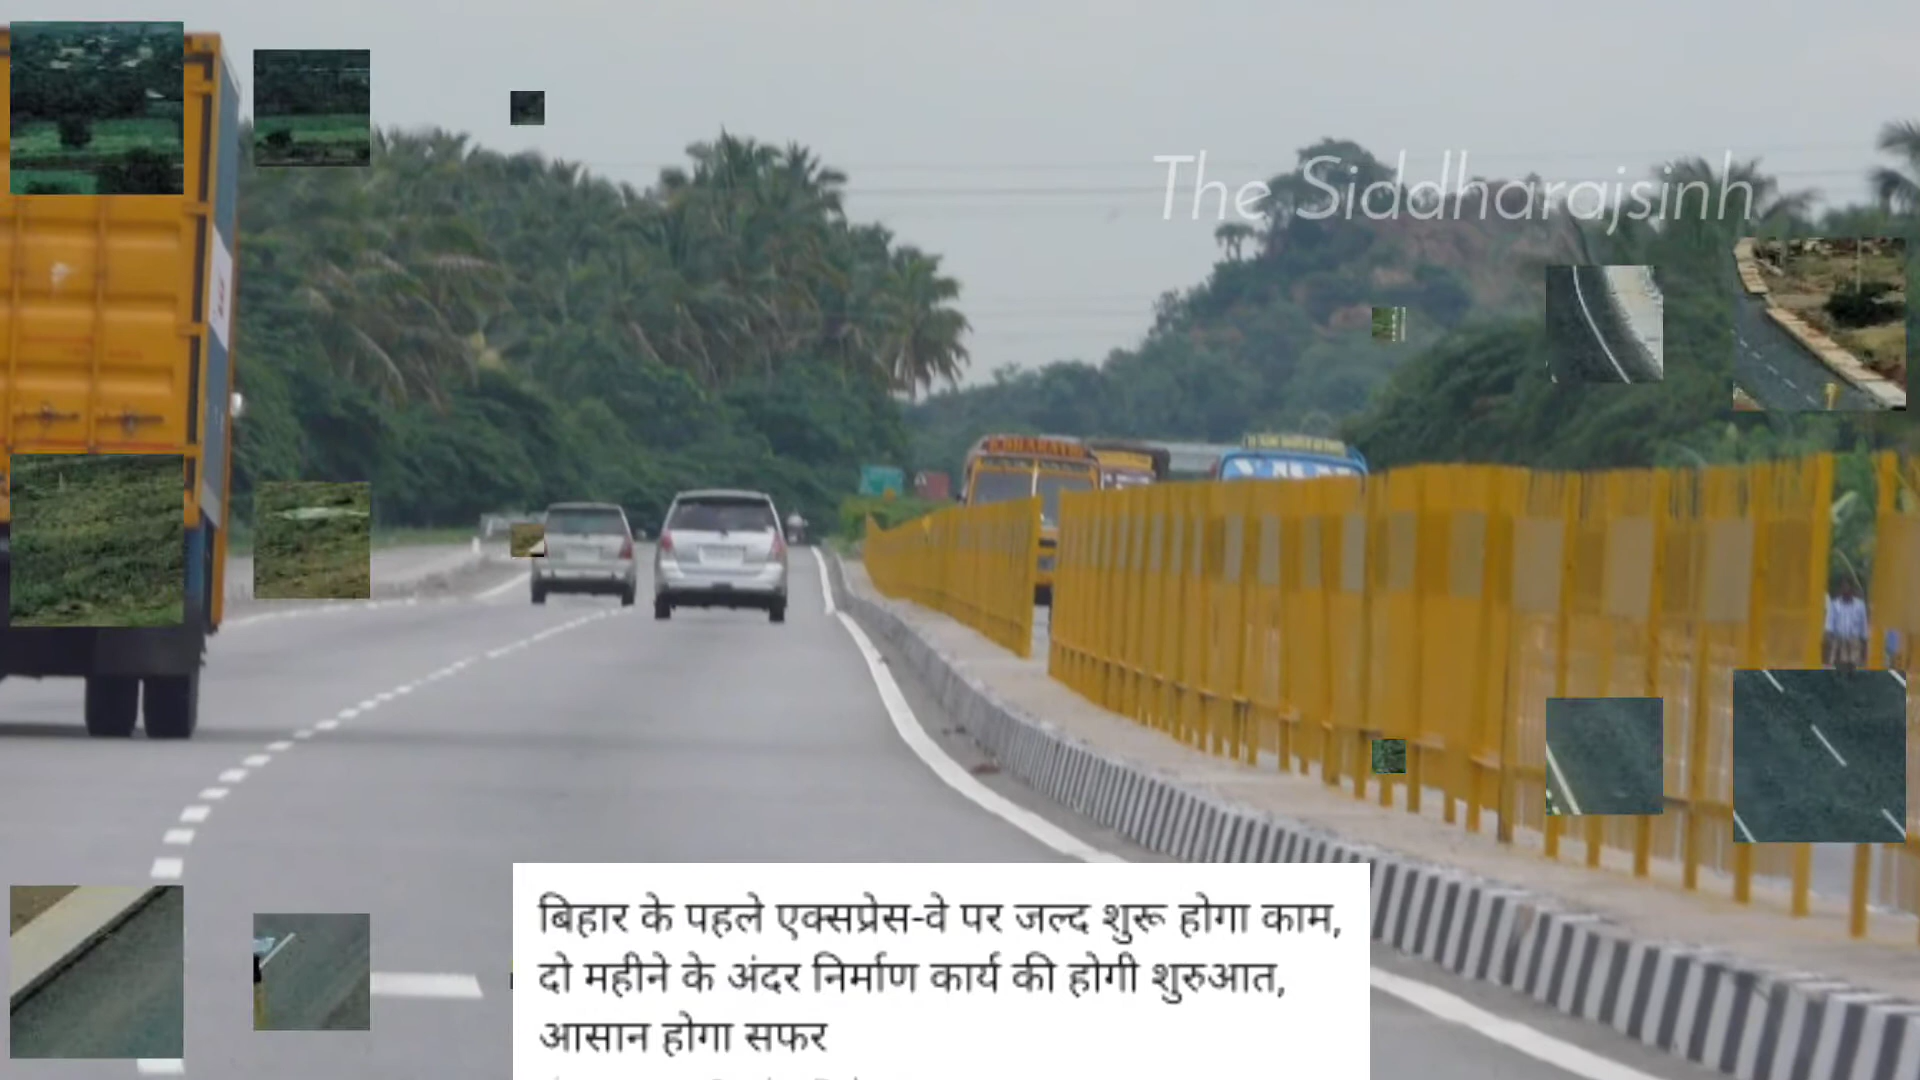 The Siddharajsinh
बिहार के पहले एक्सप्रेस-वे पर जल्द शुरू होगा काम,
दो महीने के अंदर निर्माण कार्य की होगी शुरुआत,
आसान होगा सफर